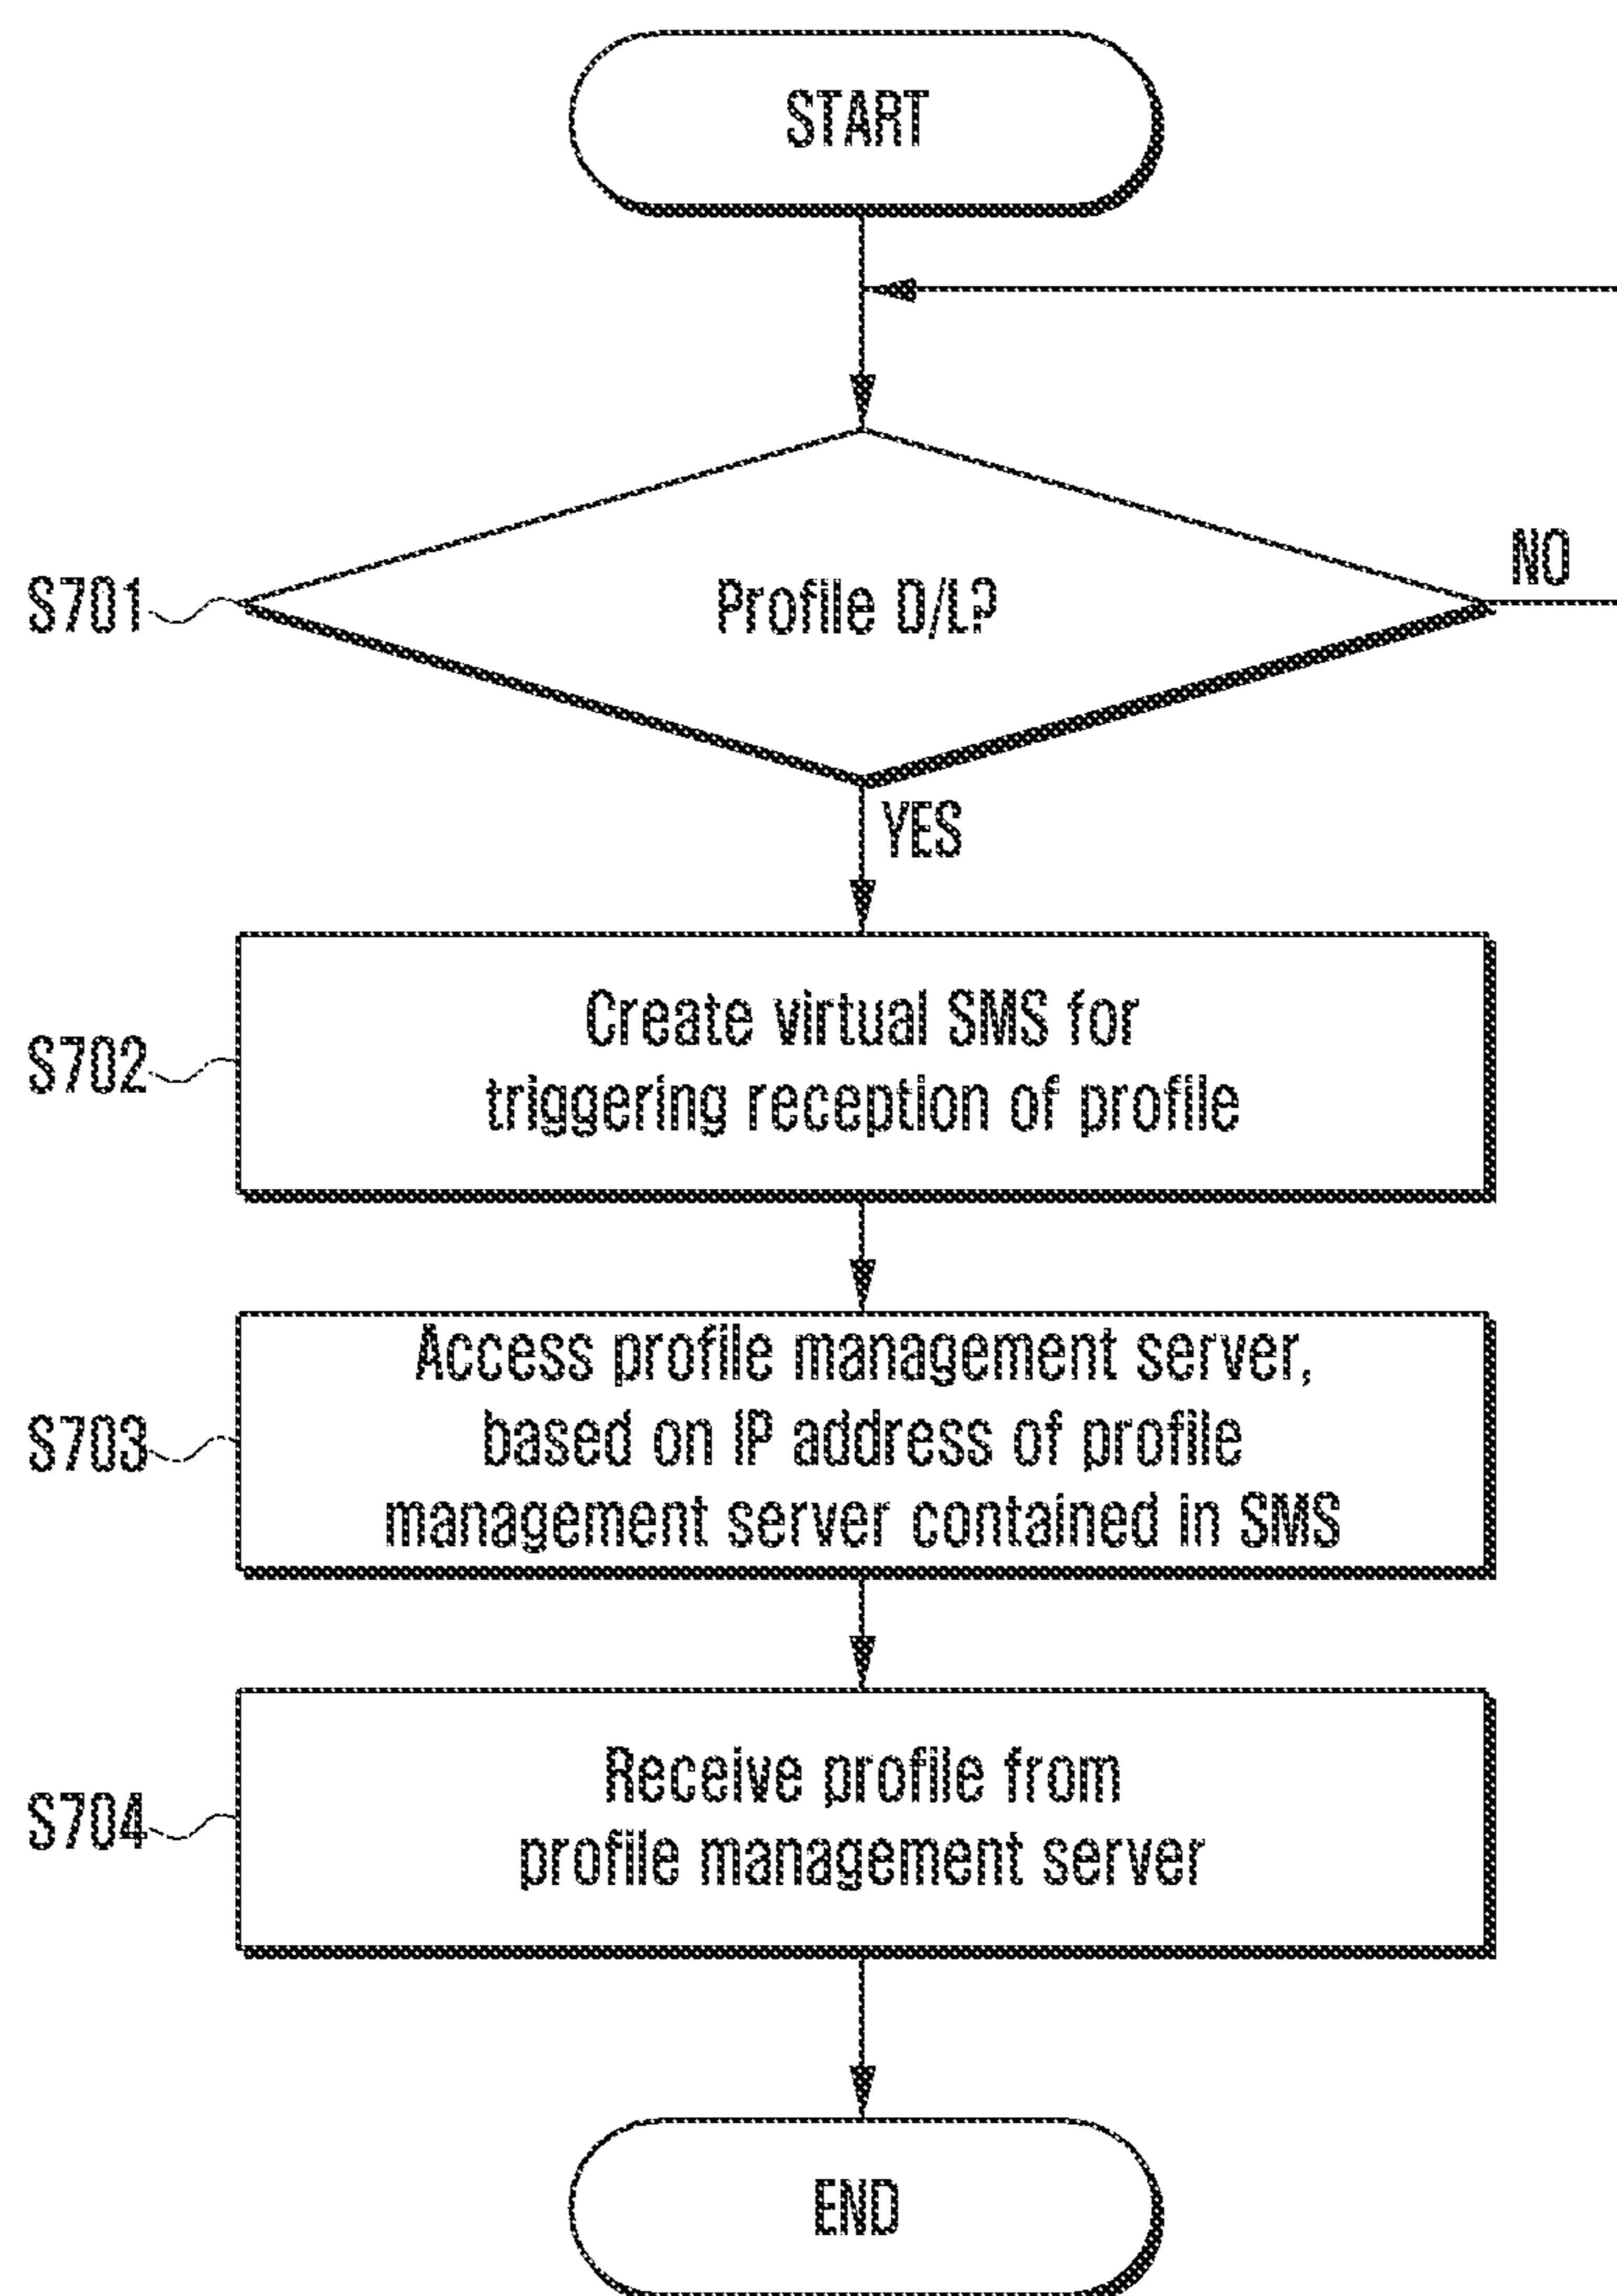 START
S701
Profile D/L?
NO
YES
S702
Create virtual SMS for
triggering reception of profile
S703
Access profile management server,
based on IP address of profile
management server contained in SMS
S704
Receive profile from
profile management server
END